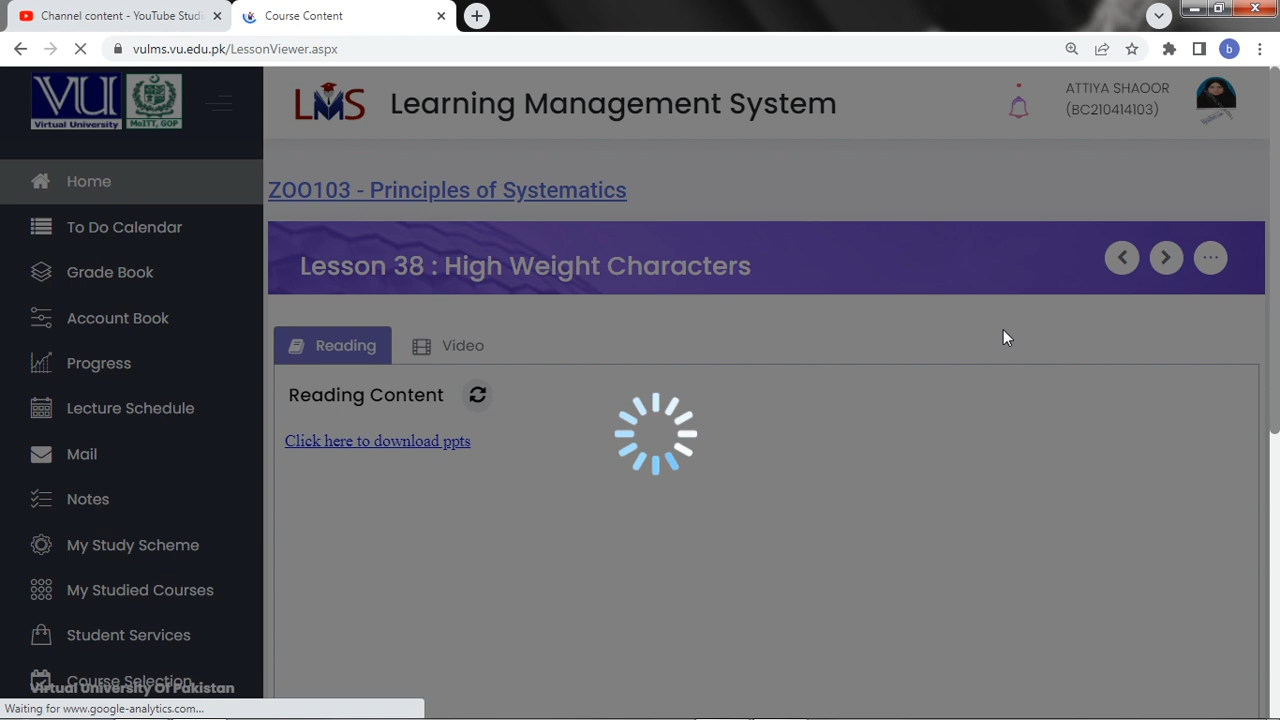 Channel content - YouTube Studi
Course Content
vulms.vu.edu.pk/LessonViewer.aspx
b
VU
Virtual University
MoITT, GOP
LMS
Learning Management System
ATTIYA SHAOOR
(BC210414103)
Home
To Do Calendar
Grade Book
Account Book
Progress
Lecture Schedule
Mail
Notes
My Study Scheme
My Studied Courses
Student Services
Course Selection
Virtual University Of Pakistan
ZOO103 - Principles of Systematics
Lesson 38 : High Weight Characters
Reading
Video
Reading Content
Click here to download ppts
Waiting for www.google-analytics.com...